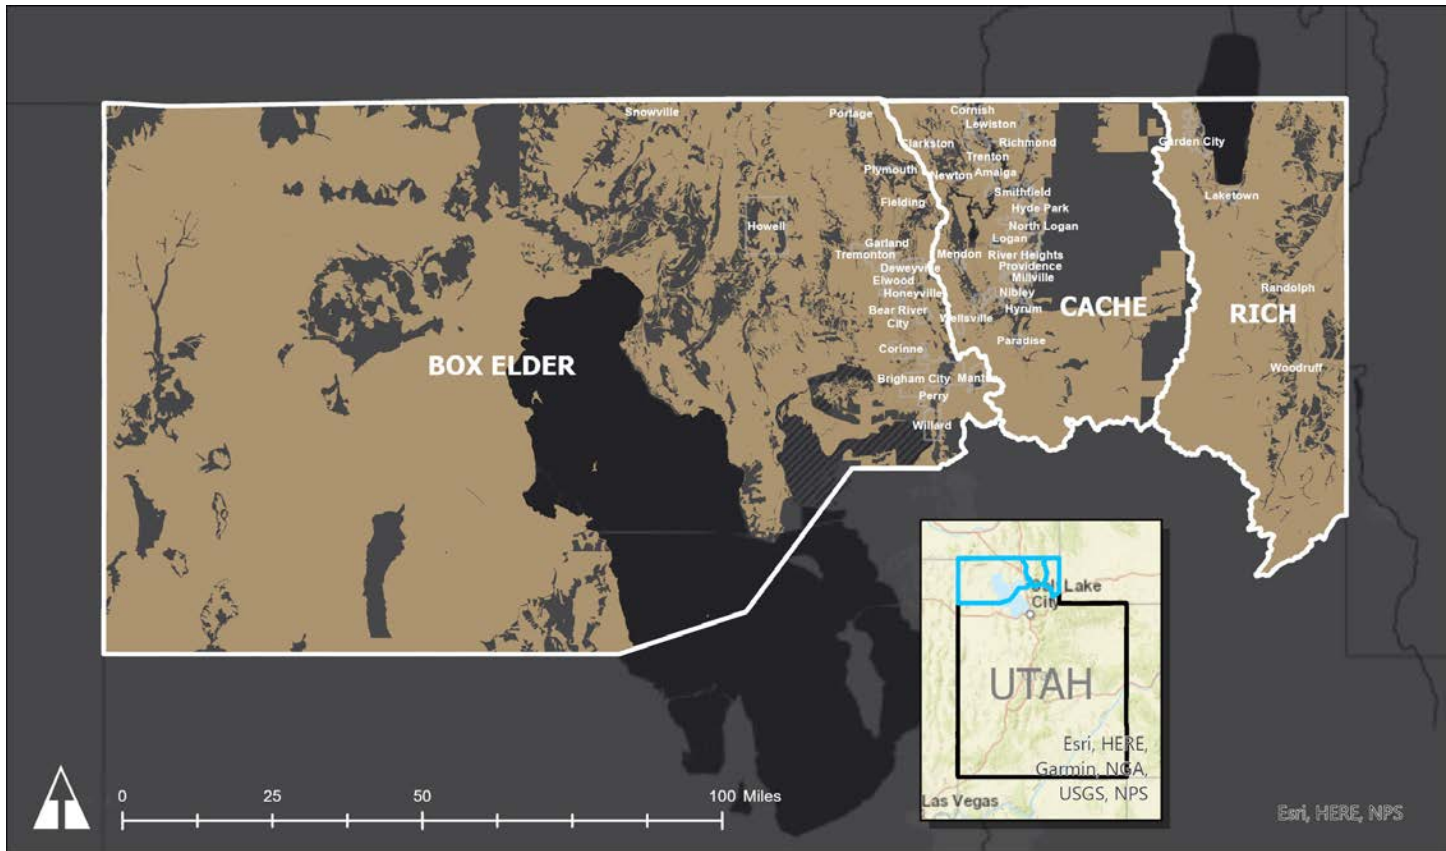 Snowville
Portage
Cornish
Lewiston
Clarkston
Richmond
Garden City
Trenton
Plymouth
Newton
Amalga
Smithfield
Laketown
Fielding
Hyde Park
Howell
North Logan
Logan
Garland
Tremonton
Mendon
River Heights
Deweyville
Providence
Elwood
Millville
Honeyville
Nibley
Randolph
Bear River
City
Hyrum
CACHE
RICH
Wellsville
Corinne
Paradise
BOX ELDER
Woodruff
Brigham City
Perry
Willard
Lake
City
UTAH
Esri, HERE,
Garmin, NGA,
USGS, NPS
Las Vegas
0
25
50
100 Miles
Esri, HERE, NPS